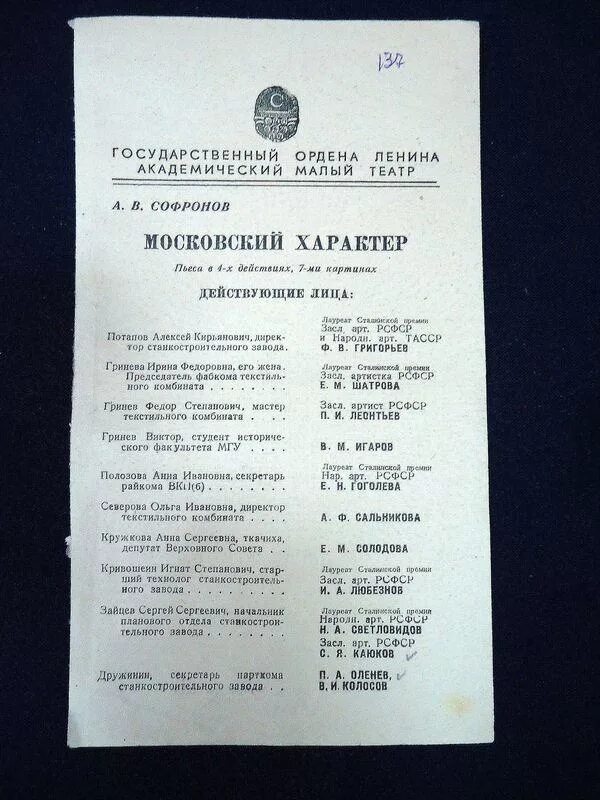 137
С
ГОСУДАРСТВЕННЫЙ ОРДЕНА ЛЕНИНА
АКАДЕМИЧЕСКИЙ МАЛЫЙ ТЕАТР
А. В. СОФРОНОВ
МОСКОВСКИЙ ХАРАКТЕР
Пьеса в 4-х действиях, 7-ми картинах
ДЕЙСТВУЮЩИЕ ЛИЦА:
Лауреат Сталинской премии
Засл. арт. РСФСР
Потапов Алексей Кирьянович, дирек- и Народн. арт. ТАССР
тор станкостроительного завода. Ф. В. ГРИГОРЬЕВ
Гринева Ирина Федоровна, его жена. Лауреат Сталинской премии
Председатель фабкома текстиль- Засл. артистка РСФСР
ного комбината . . . . . . . . Е. М. ШАТРОВА
Гринев Федор Степанович, мастер Засл. артист РСФСР
текстильного комбината . . . . П. И. ЛЕОНТЬЕВ
Гринев Виктор, студент историче-
ского факультета МГУ . . . . В. М. ИГАРОВ
Лауреат Сталинской премии
Полозова Анна Ивановна, секретарь Нар. арт. РСФСР
райкома ВКП(б) . . . . . . . . Е. Н. ГОГОЛЕВА
Северова Ольга Ивановна, директор
текстильного комбината . . . . А. Ф. САЛЬНИКОВА
Кружкова Анна Сергеевна, ткачиха,
депутат Верховного Совета . . Е. М. СОЛОДОВА
Кривошеин Игнат Степанович, стар- Лауреат Сталинской премии
ший технолог станкостроитель- Засл. арт. РСФСР
ного завода . . . . . . . . . И. А. ЛЮБЕЗНОВ
Зайцев Сергей Сергеевич, начальник Лауреат Сталинской премии
планового отдела станкострои- Народн. арт. РСФСР
тельного завода . . . . . . . Н. А. СВЕТЛОВИДОВ
Засл. арт. РСФСР
С. Я. КАЮКОВ
Дружинин, секретарь парткома П. А. ОЛЕНЕВ,
станкостроительного завода . . В. И. КОЛОСОВ